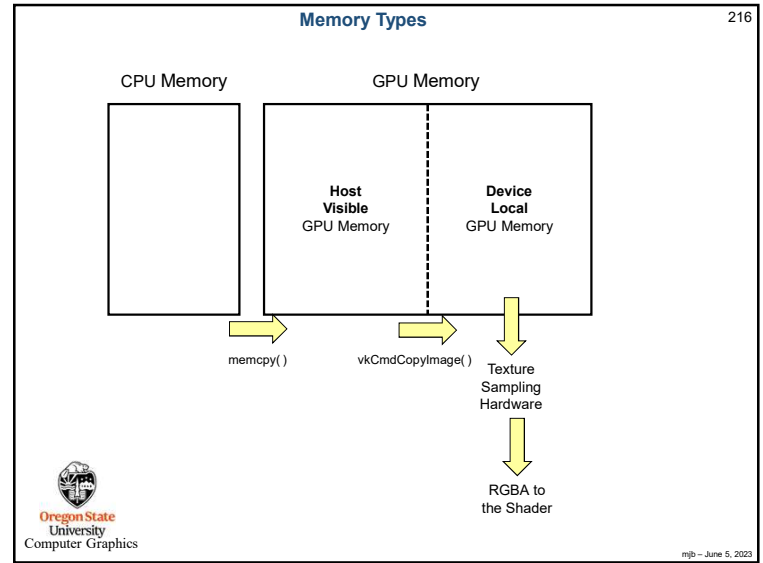 Memory Types
216
CPU Memory
GPU Memory
Host
Visible
GPU Memory
Device
Local
GPU Memory
memcpy( )
vkCmdCopyImage( )
Texture
Sampling
Hardware
RGBA to
the Shader
Oregon State
University
Computer Graphics
mjb – June 5, 2023